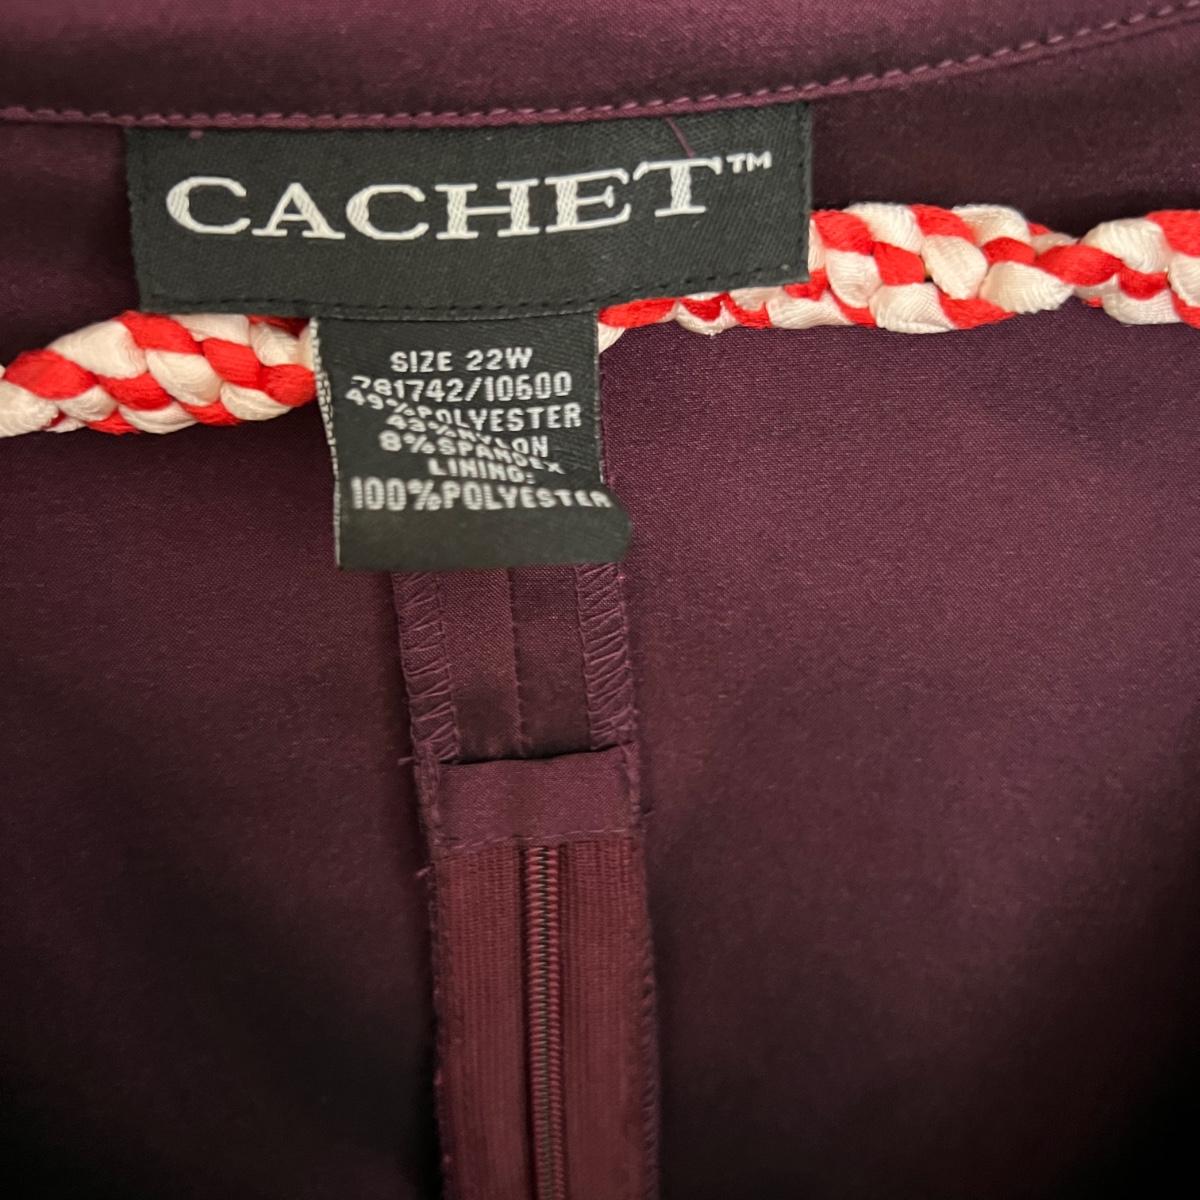 CACHET™
SIZE 22W
781742/10600
49%POLYESTER
43%NYLON
8%SPANDEX
LINING:
100%POLYESTER